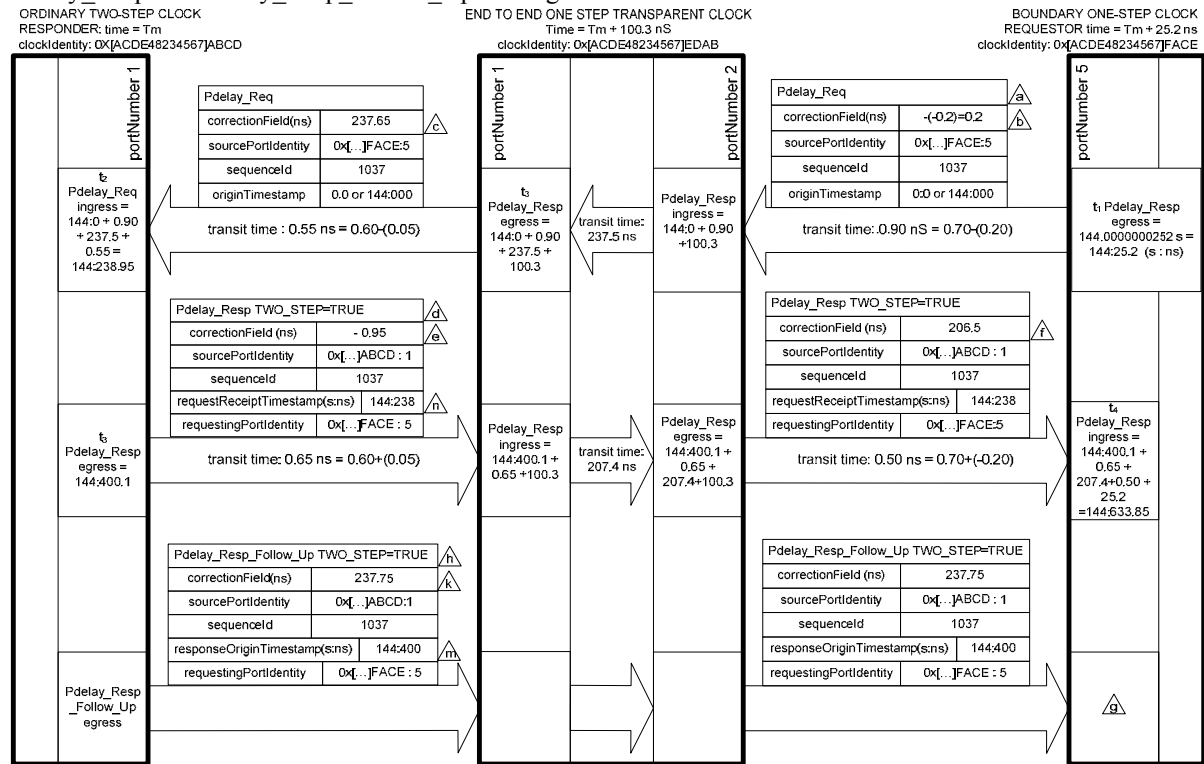 ORDINARY TWO-STEP CLOCK
RESPONDER: time = Tm
clockIdentity: 0X[ACDE48234567]ABCD
END TO END ONE STEP TRANSPARENT CLOCK
Time = Tm + 100.3 nS
clockIdentity: 0x[ACDE48234567]EDAB
BOUNDARY ONE-STEP CLOCK
REQUESTOR time = Tm + 25.2 ns
clockIdentity: 0x[ACDE48234567]FACE
portNumber 1
Pdelay_Req
correctionField(ns) 237.65
c
sourcePortIdentity 0x[...]FACE:5
sequenceId 1037
originTimestamp 0.0 or 144:000
portNumber 1
portNumber 2
Pdelay_Req
a
correctionField(ns) -(-0.2)=0.2
b
sourcePortIdentity 0x[...]FACE:5
sequenceId 1037
originTimestamp 0:0 or 144:000
portNumber 5
t2
Pdelay_Req
ingress =
144:0 + 0.90
+ 237.5 +
0.55 =
144:238.95
transit time : 0.55 ns = 0.60-(0.05)
t3
Pdelay_Resp
egress =
144:0 + 0.90
+ 237.5 +
100.3
transit time:
237.5 ns
Pdelay_Resp
ingress =
144:0 + 0.90
+100.3
transit time:.0.90 nS = 0.70-(0.20)
t1 Pdelay_Resp
egress =
144.0000000252 s =
144:25.2 (s : ns)
Pdelay_Resp TWO_STEP=TRUE
d
correctionField (ns) - 0.95
e
sourcePortIdentity 0x[...]ABCD : 1
sequenceId 1037
requestReceiptTimestamp(s:ns) 144:238
n
requestingPortIdentity 0x[...]FACE : 5
Pdelay_Resp TWO_STEP=TRUE
correctionField (ns) 206.5
f
sourcePortIdentity 0x[...]ABCD : 1
sequenceId 1037
requestReceiptTimestamp(s:ns) 144:238
requestingPortIdentity 0x[...]FACE:5
t3
Pdelay_Resp
egress =
144:400.1
transit time: 0.65 ns = 0.60+(0.05)
Pdelay_Resp
ingress =
144:400.1 +
0.65 +100.3
transit time:
207.4 ns
Pdelay_Resp
egress =
144:400.1 +
0.65 +
207.4+100.3
transit time: 0.50 ns = 0.70+(-0.20)
t4
Pdelay_Resp
ingress =
144:400.1 +
0.65 +
207.4+0.50 +
25.2
=144:633.85
Pdelay_Resp_Follow_Up TWO_STEP=TRUE
h
correctionField(ns) 237.75
k
sourcePortIdentity 0x[...]ABCD:1
sequenceId 1037
responseOriginTimestamp(s:ns) 144:400
m
requestingPortIdentity 0x[...]FACE : 5
Pdelay_Resp_Follow_Up TWO_STEP=TRUE
correctionField (ns) 237.75
sourcePortIdentity 0x[...]ABCD : 1
sequenceId 1037
responseOriginTimestamp(s:ns) 144:400
requestingPortIdentity 0x[...]FACE : 5
Pdelay_Resp
_Follow_Up
egress
g